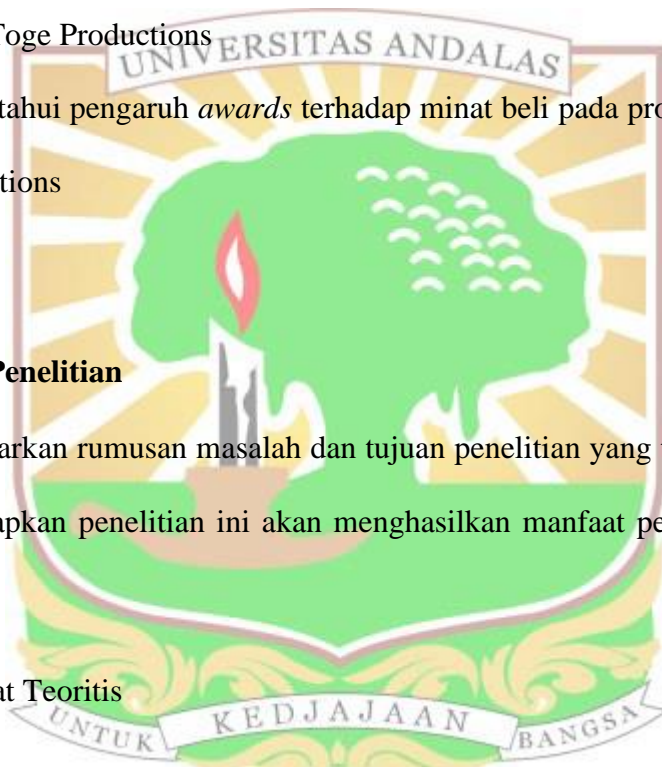 Toge Productions
UNIVERSITAS ANDALAS
tahui pengaruh awards terhadap minat beli pada pro
tions
Penelitian
arkan rumusan masalah dan tujuan penelitian yang
apkan penelitian ini akan menghasilkan manfaat pe
at Teoritis
UNTUK KEDJAJAAN BANGSA